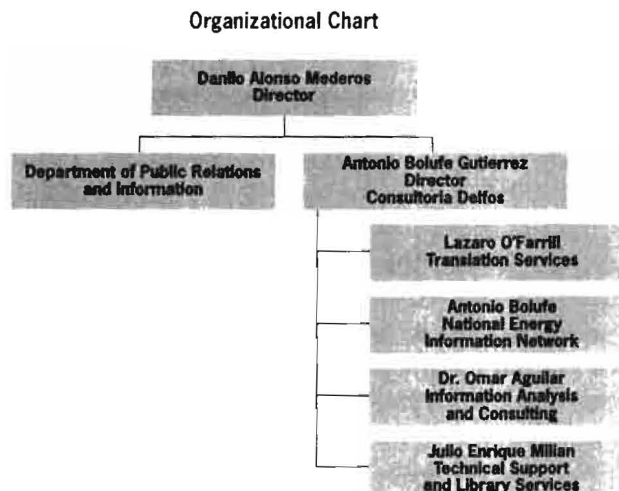 Organizational Chart
Danilo Alonso Mederos
Director
Department of Public Relations
and Information
Antonio Bolufe Gutierrez
Director
Consultoria Delfos
Lazaro O'Farrill
Translation Services
Antonio Bolufe
National Energy
Information Network
Dr. Omar Aguilar
Information Analysis
and Consulting
Julio Enrique Milian
Technical Support
and Library Services